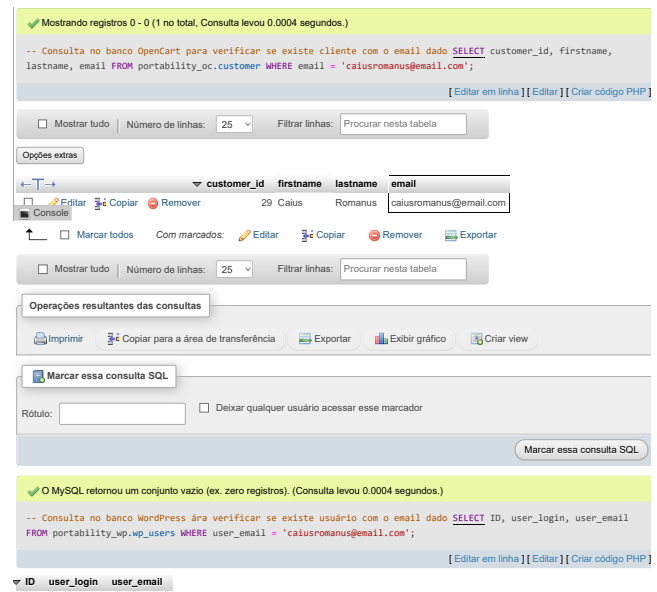 Mostrando registros 0 - 0 (1 no total, Consulta levou 0.0004 segundos.)
-- Consulta no banco OpenCart para verificar se existe cliente com o email dado SELECT customer_id, firstname,
lastname, email FROM portability_oc.customer WHERE email = 'caiusromanus@email.com';
[ Editar em linha ] [ Editar ] [ Criar código PHP ]
Mostrar tudo | Número de linhas: 25 Filtrar linhas: Procurar nesta tabela
Opções extras
←T→ customer_id firstname lastname email
Editar Copiar Remover 29 Caius Romanus caiusromanus@email.com
Console
Marcar todos Com marcados: Editar Copiar Remover Exportar
Mostrar tudo | Número de linhas: 25 Filtrar linhas: Procurar nesta tabela
Operações resultantes das consultas
Imprimir Copiar para a área de transferência Exportar Exibir gráfico Criar view
Marcar essa consulta SQL
Rótulo: Deixar qualquer usuário acessar esse marcador
Marcar essa consulta SQL
O MySQL retornou um conjunto vazio (ex. zero registros). (Consulta levou 0.0004 segundos.)
-- Consulta no banco WordPress ára verificar se existe usuário com o email dado SELECT ID, user_login, user_email
FROM portability_wp.wp_users WHERE user_email = 'caiusromanus@email.com';
[ Editar em linha ] [ Editar ] [ Criar código PHP ]
ID user_login user_email